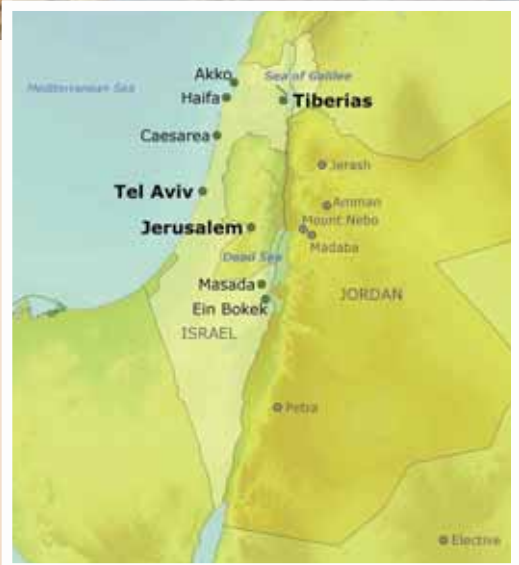 Akko
Sea of Galilee
Mediterranean Sea
Haifa
Tiberias
Caesarea
Jerash
Tel Aviv
Amman
Jerusalem
Mount Nebo
Madaba
Dead Sea
Masada
JORDAN
Ein Bokek
ISRAEL
Petra
Elective